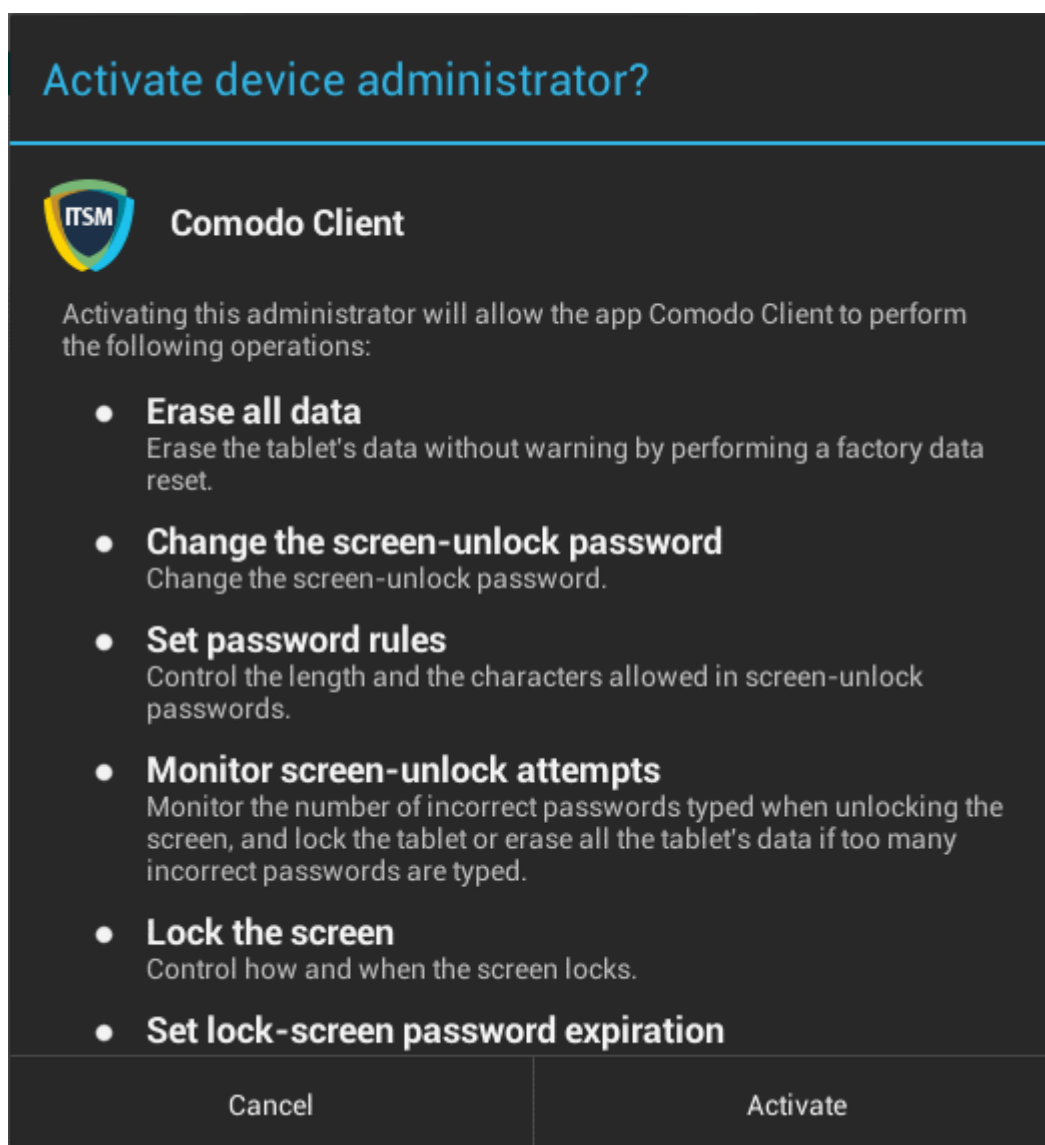 Activate device administrator?
ITSM
Comodo Client
Activating this administrator will allow the app Comodo Client to perform
the following operations:
● Erase all data
Erase the tablet's data without warning by performing a factory data
reset.
● Change the screen-unlock password
Change the screen-unlock password.
● Set password rules
Control the length and the characters allowed in screen-unlock
passwords.
● Monitor screen-unlock attempts
Monitor the number of incorrect passwords typed when unlocking the
screen, and lock the tablet or erase all the tablet's data if too many
incorrect passwords are typed.
● Lock the screen
Control how and when the screen locks.
● Set lock-screen password expiration
Cancel
Activate